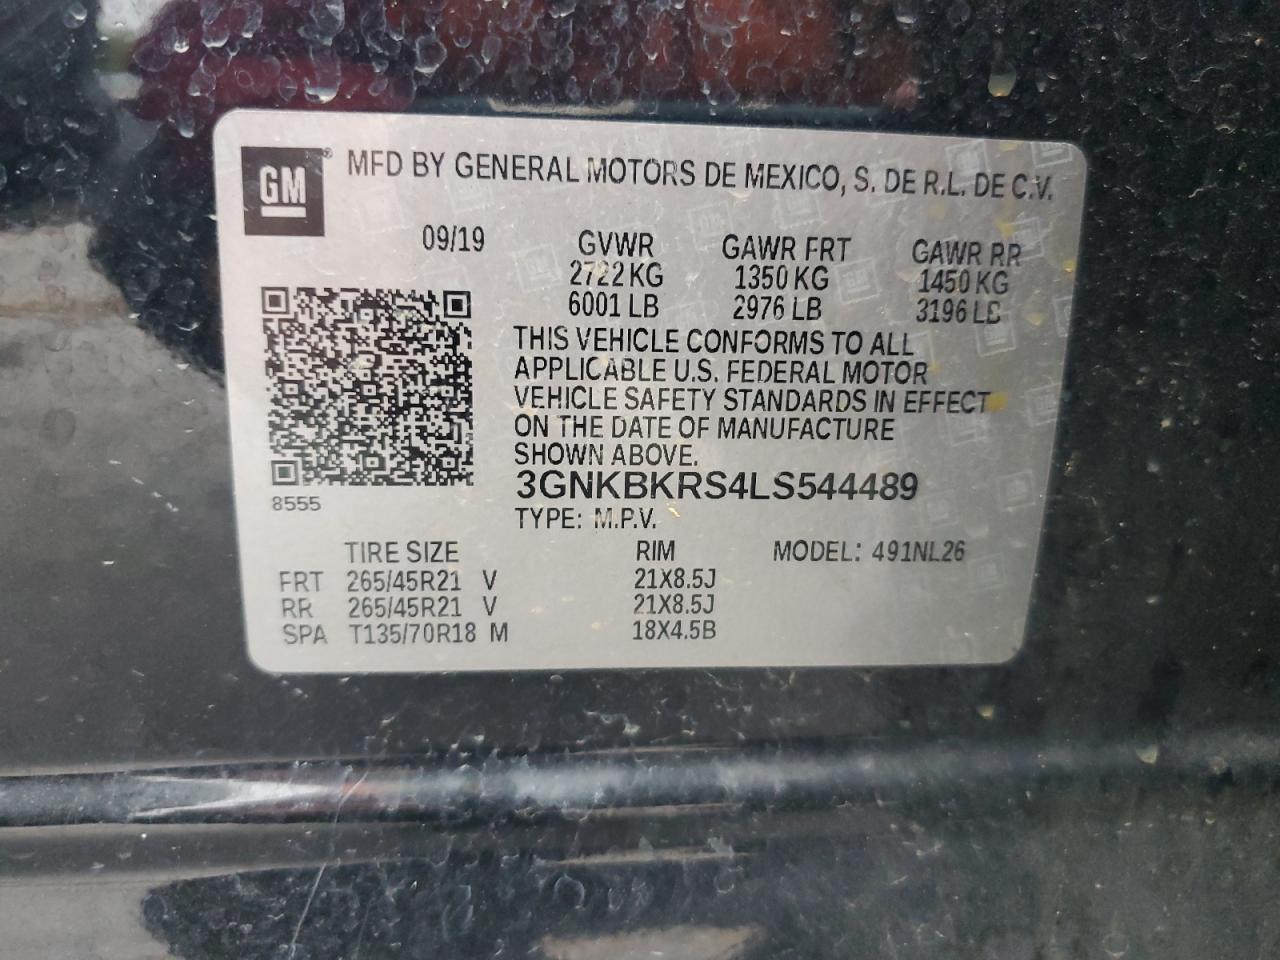 GM® MFD BY GENERAL MOTORS DE MEXICO, S. DE R.L. DE C.V.
09/19 GVWR GAWR FRT GAWR RR
2722 KG 1350 KG 1450 KG
6001 LB 2976 LB 3196 LB
THIS VEHICLE CONFORMS TO ALL
APPLICABLE U.S. FEDERAL MOTOR
VEHICLE SAFETY STANDARDS IN EFFECT
ON THE DATE OF MANUFACTURE
SHOWN ABOVE.
3GNKBKRS4LS544489
8555
TYPE: M.P.V.
TIRE SIZE RIM MODEL: 491NL26
FRT 265/45R21 V 21X8.5J
RR 265/45R21 V 21X8.5J
SPA T135/70R18 M 18X4.5B